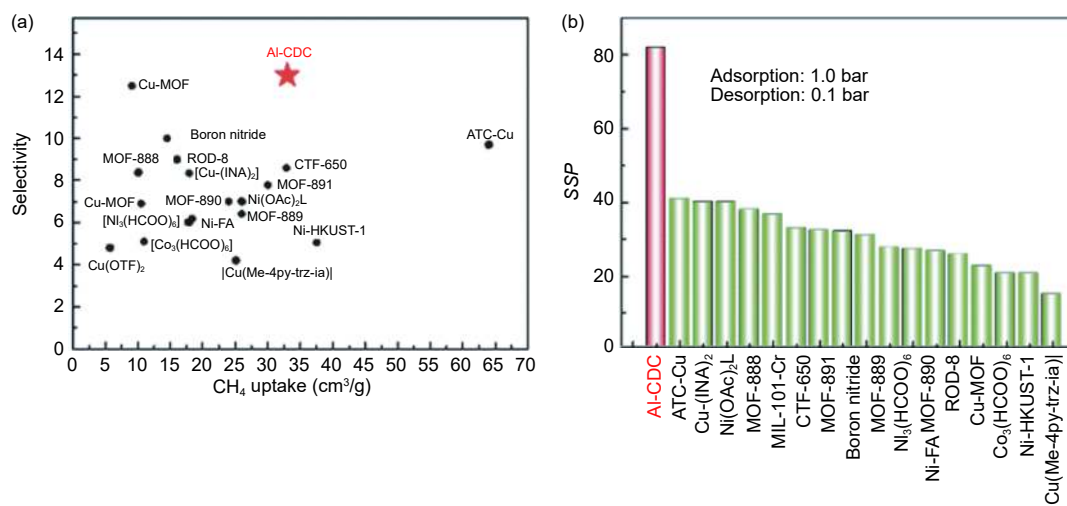 (a)
Selectivity
14
12
10
8
6
4
2
0
Al-CDC
Cu-MOF
Boron nitride
ATC-Cu
MOF-888
ROD-8
[Cu-(INA)₂]
CTF-650
MOF-891
Cu-MOF
MOF-890
Ni(OAc)₂L
[NI₃(HCOO)₆]
Ni-FA
MOF-889
Ni-HKUST-1
[Co₃(HCOO)₆]
Cu(OTF)₂
|Cu(Me-4py-trz-ia)|
0 5 10 15 20 25 30 35 40 45 50 55 60 65 70
CH₄ uptake (cm³/g)
(b)
SSP
80
60
40
20
0
Adsorption: 1.0 bar
Desorption: 0.1 bar
Al-CDC
ATC-Cu
Cu-(INA)₂
Ni(OAc)₂L
MOF-888
MIL-101-Cr
CTF-650
MOF-891
Boron nitride
MOF-889
NI₃(HCOO)₆
Ni-FA MOF-890
ROD-8
Cu-MOF
Co₃(HCOO)₆
Ni-HKUST-1
Cu(Me-4py-trz-ia)|